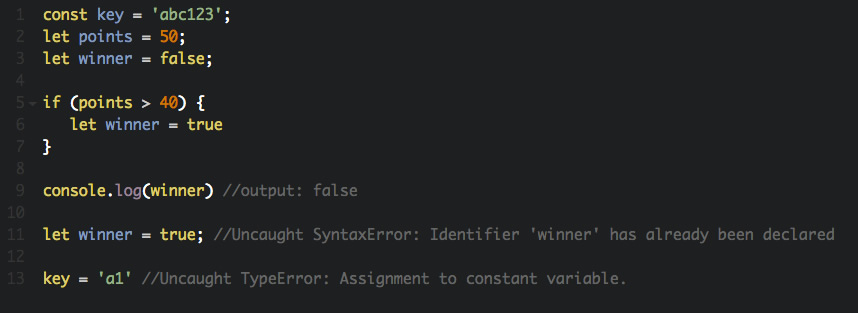 1 const key = 'abc123';
2 let points = 50;
3 let winner = false;
4
5 if (points > 40) {
6 let winner = true
7 }
8
9 console.log(winner) //output: false
10
11 let winner = true; //Uncaught SyntaxError: Identifier 'winner' has already been declared
12
13 key = 'a1' //Uncaught TypeError: Assignment to constant variable.